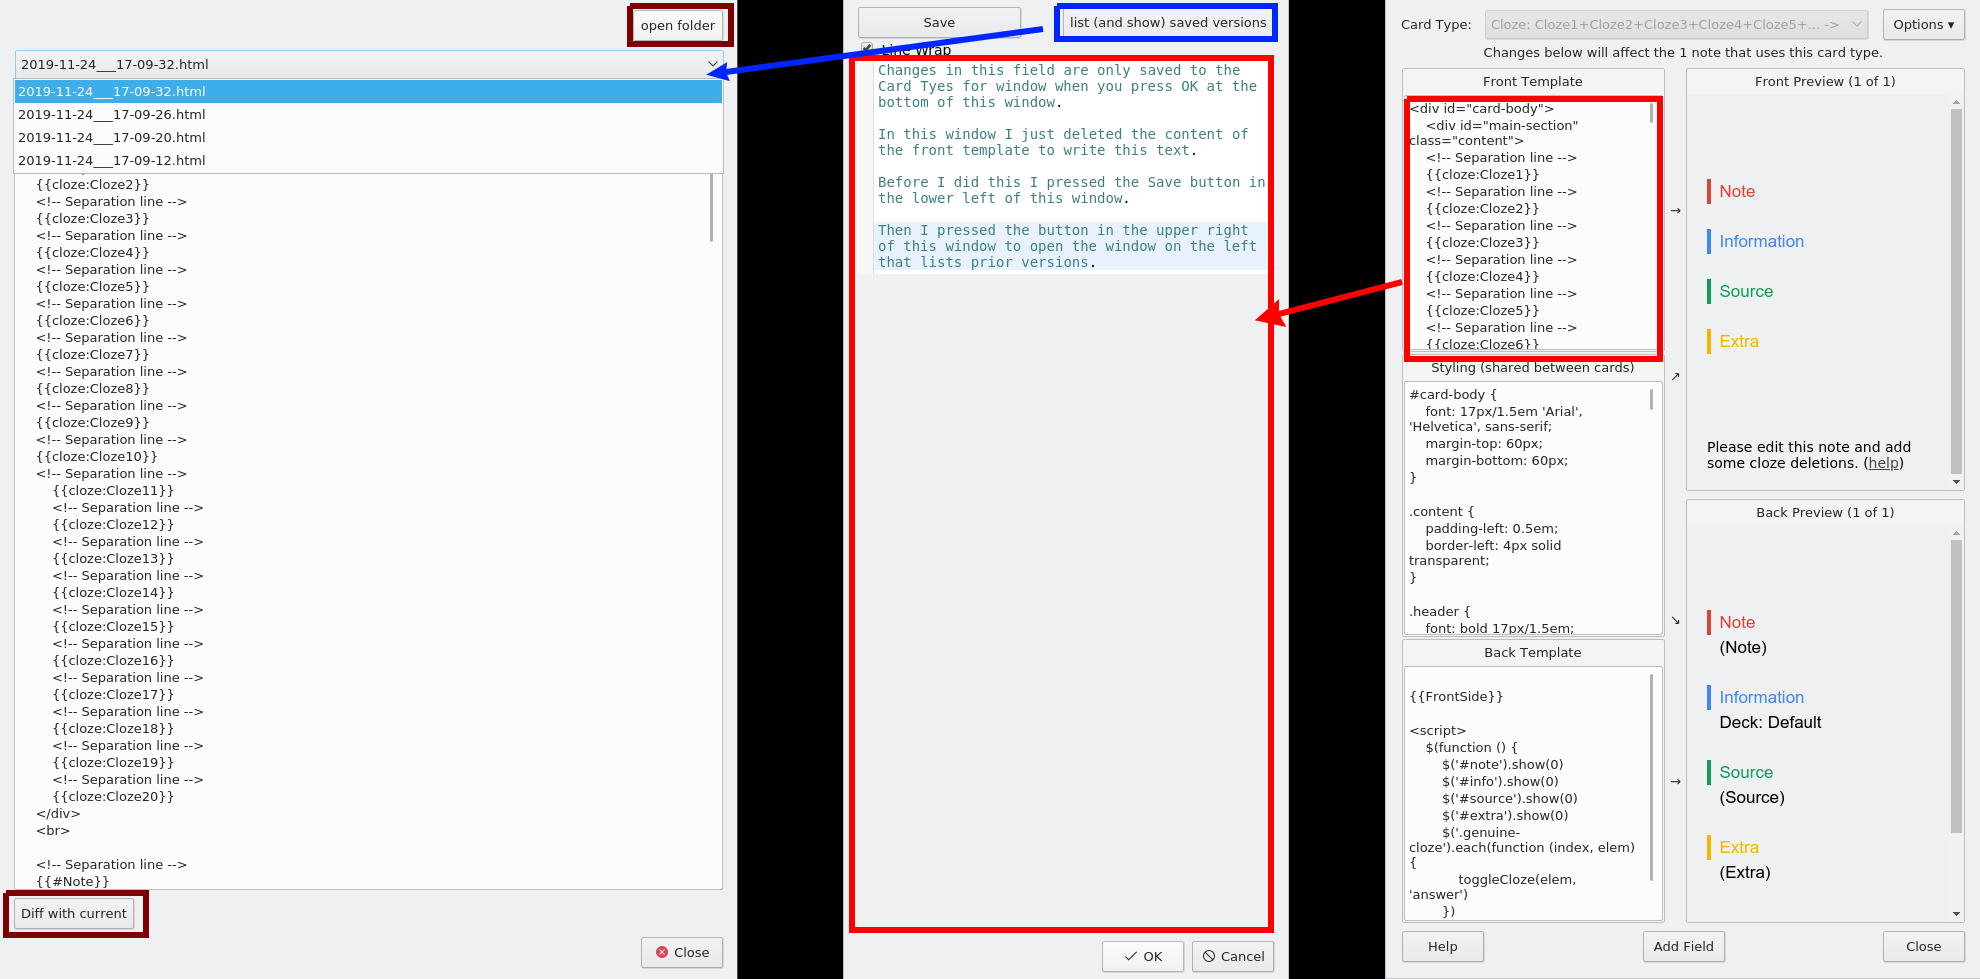 open folder
2019-11-24___17-09-32.html
2019-11-24___17-09-32.html
2019-11-24___17-09-26.html
2019-11-24___17-09-20.html
2019-11-24___17-09-12.html
{{cloze:Cloze2}}
<!-- Separation line -->
{{cloze:Cloze3}}
<!-- Separation line -->
{{cloze:Cloze4}}
<!-- Separation line -->
{{cloze:Cloze5}}
<!-- Separation line -->
{{cloze:Cloze6}}
<!-- Separation line -->
{{cloze:Cloze7}}
<!-- Separation line -->
{{cloze:Cloze8}}
<!-- Separation line -->
{{cloze:Cloze9}}
<!-- Separation line -->
{{cloze:Cloze10}}
<!-- Separation line -->
{{cloze:Cloze11}}
<!-- Separation line -->
{{cloze:Cloze12}}
<!-- Separation line -->
{{cloze:Cloze13}}
<!-- Separation line -->
{{cloze:Cloze14}}
<!-- Separation line -->
{{cloze:Cloze15}}
<!-- Separation line -->
{{cloze:Cloze16}}
<!-- Separation line -->
{{cloze:Cloze17}}
<!-- Separation line -->
{{cloze:Cloze18}}
<!-- Separation line -->
{{cloze:Cloze19}}
<!-- Separation line -->
{{cloze:Cloze20}}
</div>
<br>
<!-- Separation line -->
{{#Note}}
Diff with current
Close
Save
list (and show) saved versions
Line Wrap
Changes in this field are only saved to the
Card Tyes for window when you press OK at the
bottom of this window.
In this window I just deleted the content of
the front template to write this text.
Before I did this I pressed the Save button in
the lower left of this window.
Then I pressed the button in the upper right
of this window to open the window on the left
that lists prior versions.
OK
Cancel
Card Type:
Cloze: Cloze1+Cloze2+Cloze3+Cloze4+Cloze5+... ->
Options ▾
Changes below will affect the 1 note that uses this card type.
Front Template
<div id="card-body">
<div id="main-section"
class="content">
<!-- Separation line -->
{{cloze:Cloze1}}
<!-- Separation line -->
{{cloze:Cloze2}}
<!-- Separation line -->
{{cloze:Cloze3}}
<!-- Separation line -->
{{cloze:Cloze4}}
<!-- Separation line -->
{{cloze:Cloze5}}
<!-- Separation line -->
{{cloze:Cloze6}}
Styling (shared between cards)
#card-body {
font: 17px/1.5em 'Arial',
'Helvetica', sans-serif;
margin-top: 60px;
margin-bottom: 60px;
}
.content {
padding-left: 0.5em;
border-left: 4px solid
transparent;
}
.header {
font: bold 17px/1.5em;
Back Template
{{FrontSide}}
<script>
$(function () {
$('#note').show(0)
$('#info').show(0)
$('#source').show(0)
$('#extra').show(0)
$('.genuine-
cloze').each(function (index, elem)
{
toggleCloze(elem,
'answer')
})
→
↗
↘
→
Front Preview (1 of 1)
Note
Information
Source
Extra
Please edit this note and add
some cloze deletions. (help)
Back Preview (1 of 1)
Note
(Note)
Information
Deck: Default
Source
(Source)
Extra
(Extra)
Help
Add Field
Close